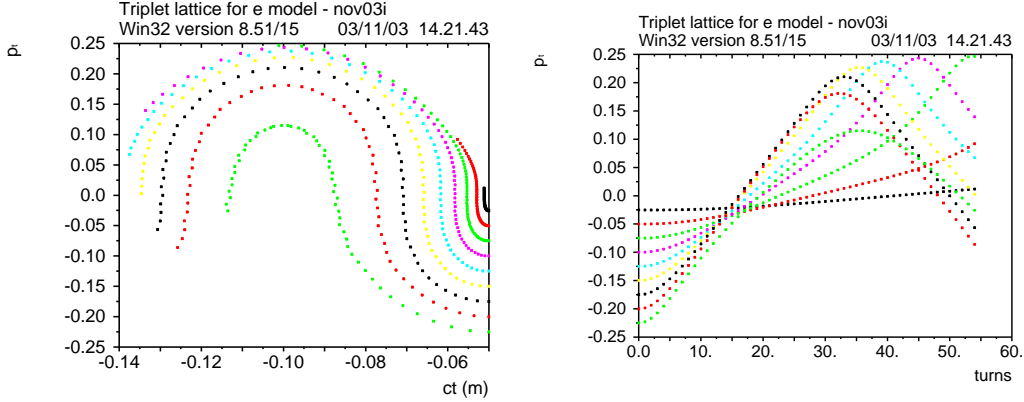 Triplet lattice for e model - nov03i
Win32 version 8.51/15 03/11/03 14.21.43
pt
0.25
0.20
0.15
0.10
0.05
0.0
-0.05
-0.10
-0.15
-0.20
-0.25
-0.14 -0.12 -0.10 -0.08 -0.06
ct (m)
Triplet lattice for e model - nov03i
Win32 version 8.51/15 03/11/03 14.21.43
pt
0.25
0.20
0.15
0.10
0.05
0.0
-0.05
-0.10
-0.15
-0.20
-0.25
0.0 10. 20. 30. 40. 50. 60.
turns